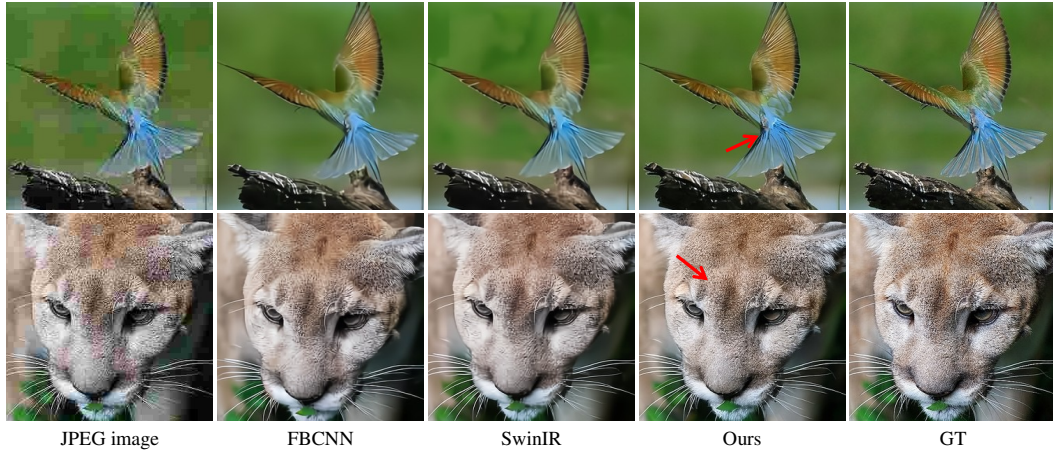 JPEG image
FBCNN
SwinIR
Ours
GT